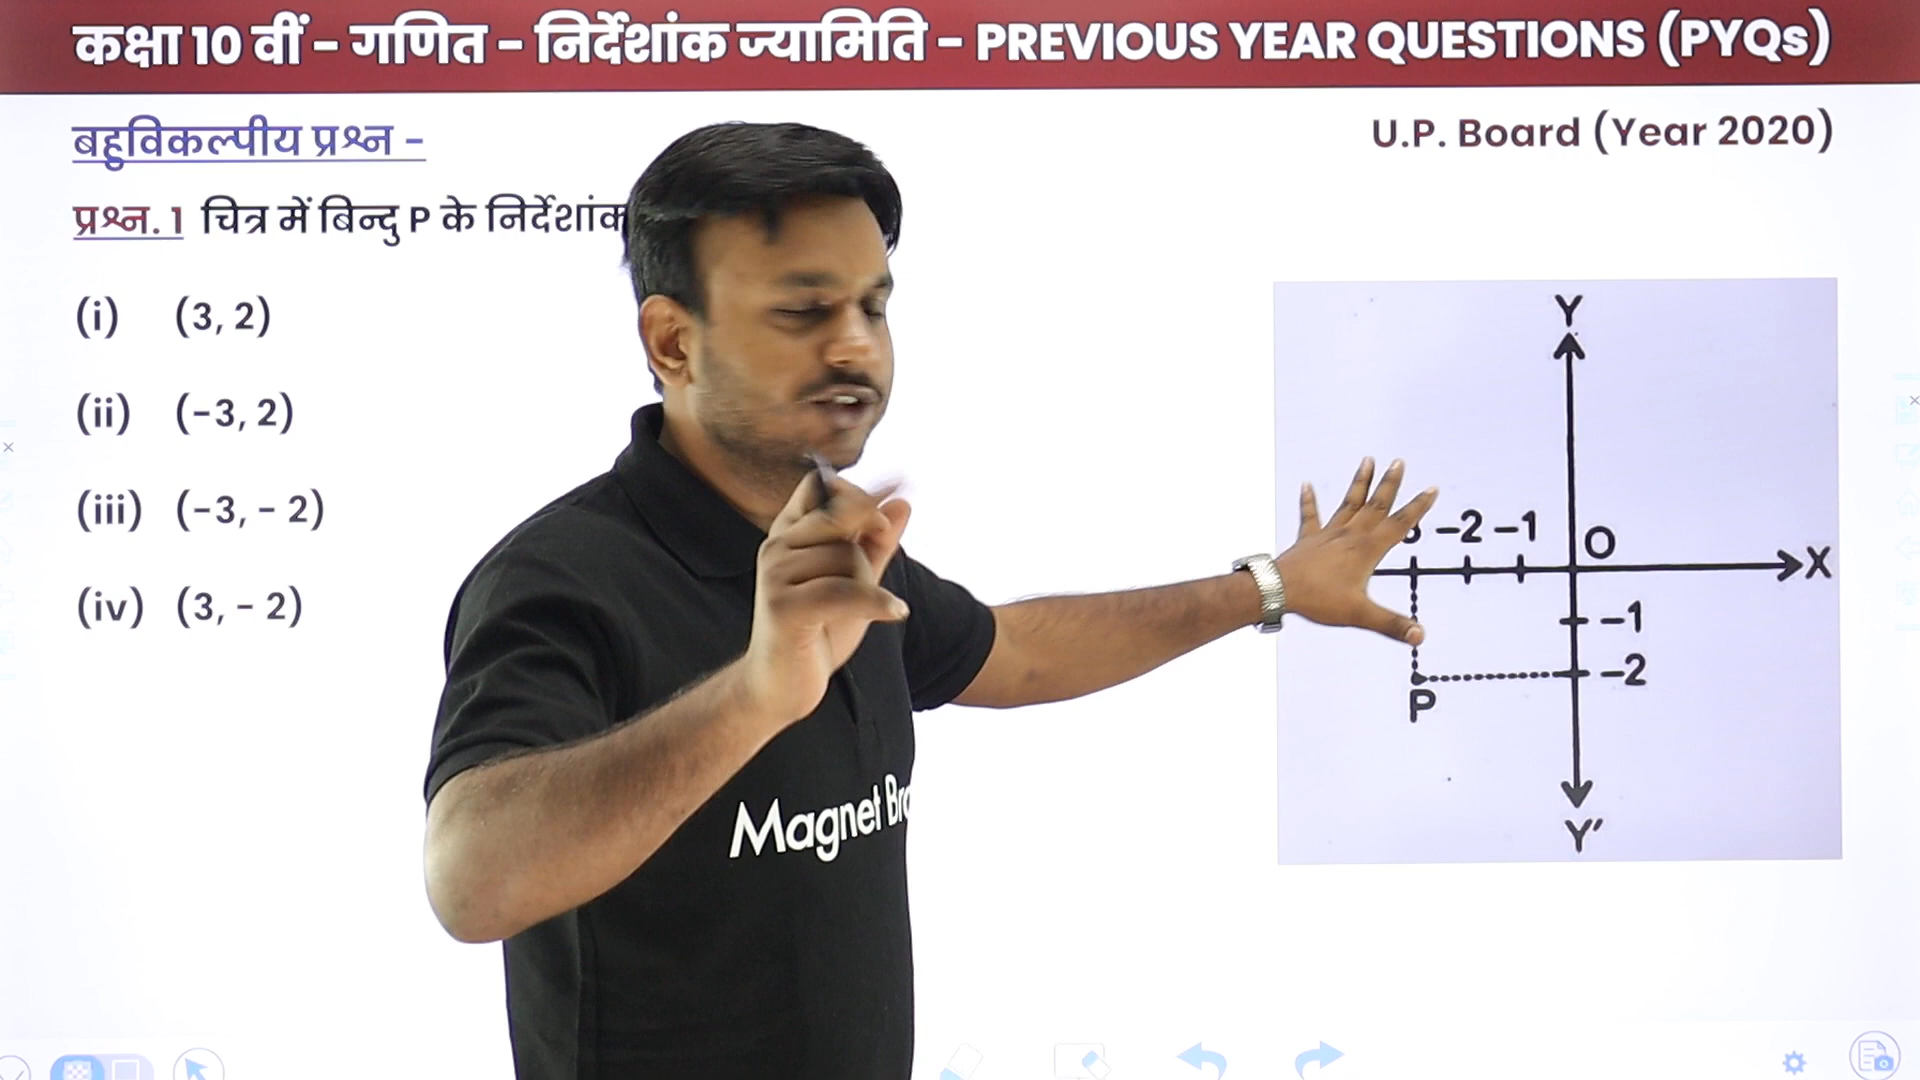 कक्षा 10 वीं - गणित - निर्देशांक ज्यामिति - PREVIOUS YEAR QUESTIONS (PYQs)
बहुविकल्पीय प्रश्न -
U.P. Board (Year 2020)
प्रश्न. 1 चित्र में बिन्दु P के निर्देशांक
(i) (3, 2)
(ii) (-3, 2)
(iii) (-3, - 2)
(iv) (3, - 2)
Y
-2 -1 O
X
-1
-2
P
Y'
Magnet